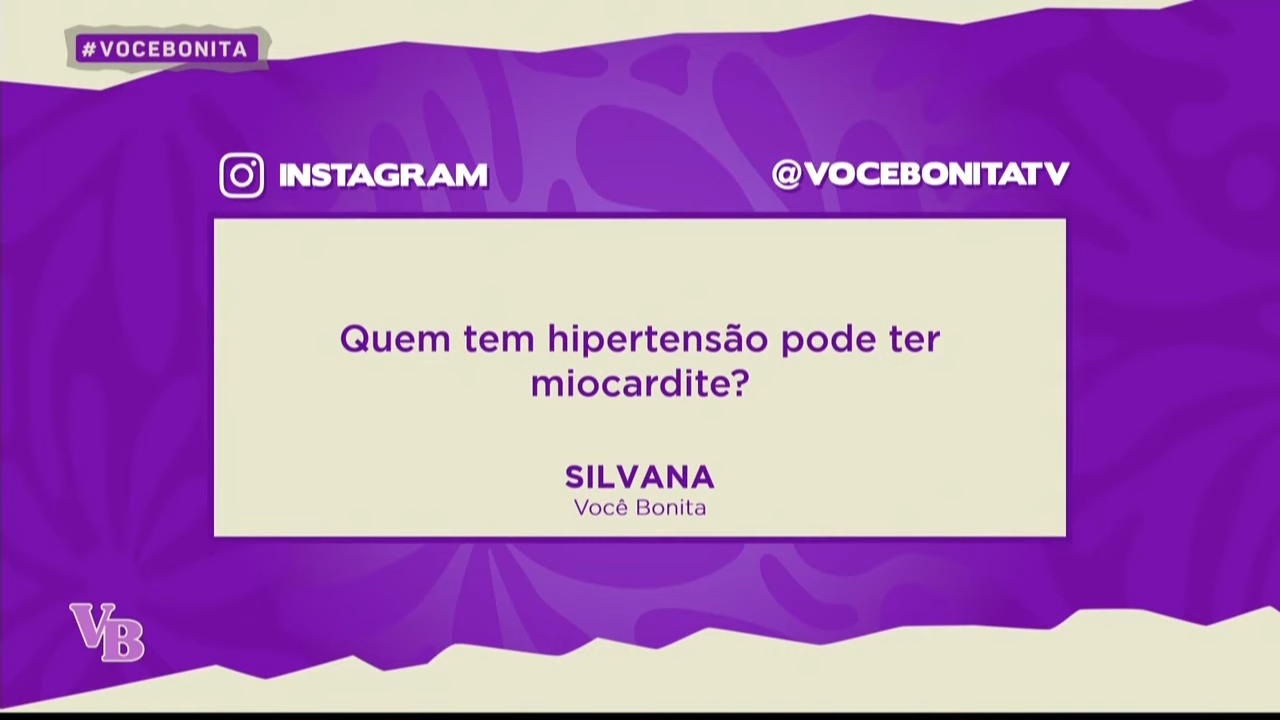 #VOCEBONITA
INSTAGRAM
@VOCEBONITATV
Quem tem hipertensão pode ter
miocardite?
SILVANA
Você Bonita
VB